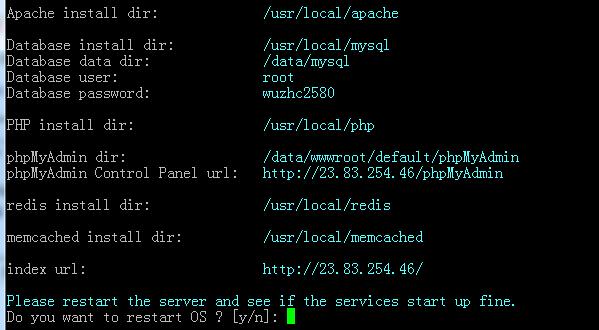 Apache install dir: /usr/local/apache
Database install dir: /usr/local/mysql
Database data dir: /data/mysql
Database user: root
Database password: wuzhc2580
PHP install dir: /usr/local/php
phpMyAdmin dir: /data/wwwroot/default/phpMyAdmin
phpMyAdmin Control Panel url: http://23.83.254.46/phpMyAdmin
redis install dir: /usr/local/redis
memcached install dir: /usr/local/memcached
index url: http://23.83.254.46/
Please restart the server and see if the services start up fine.
Do you want to restart OS ? [y/n]: